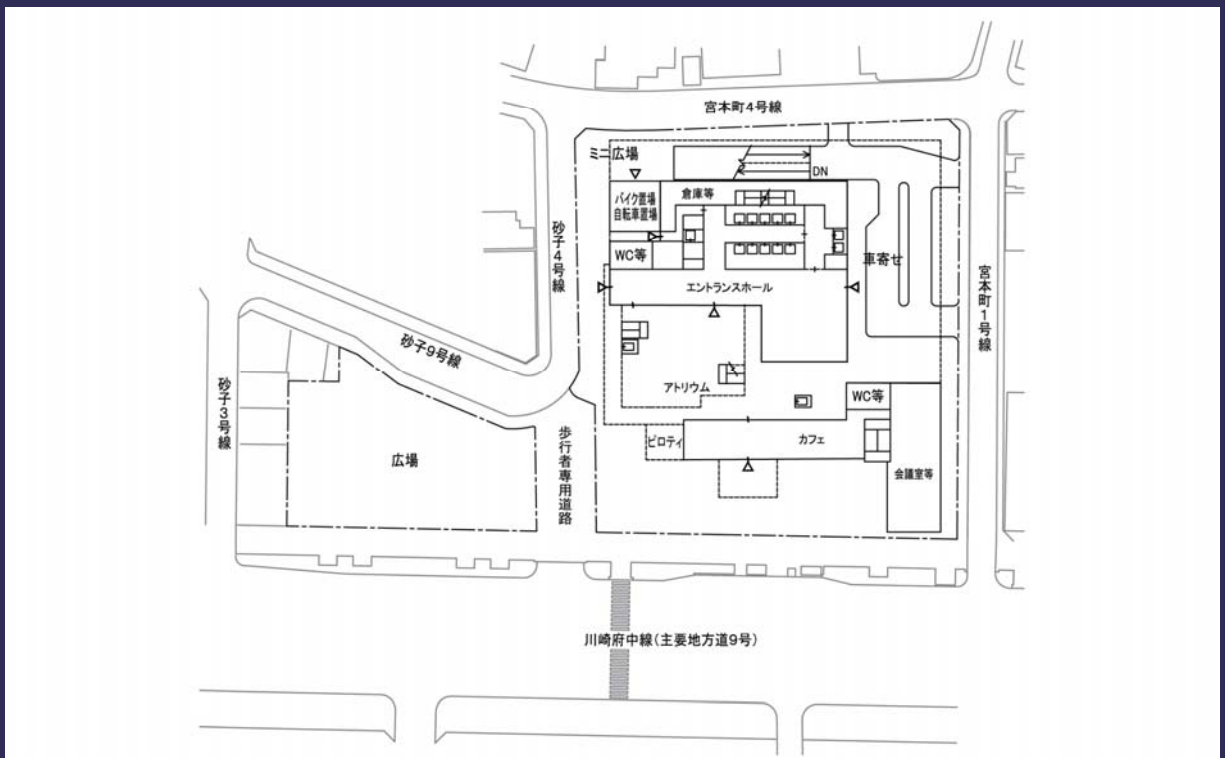 宮本町4号線
ミニ広場
DN
バイク置場
自転車置場
倉庫等
砂子4号線
WC等
車寄せ
エントランスホール
宮本町1号線
砂子9号線
砂子3号線
アトリウム
WC等
歩行者専用道路
ピロティ
カフェ
広場
会議室等
川崎府中線(主要地方道9号)